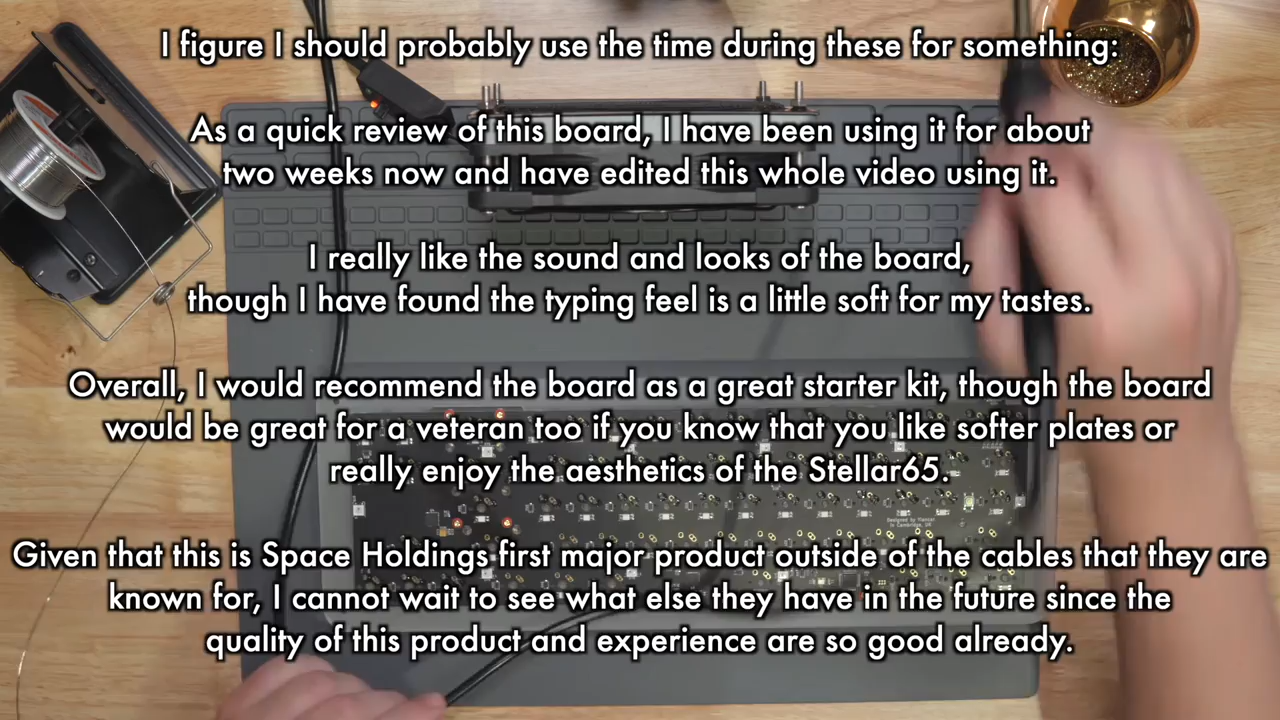 I figure I should probably use the time during these for something:
As a quick review of this board, I have been using it for about
two weeks now and have edited this whole video using it.
I really like the sound and looks of the board,
though I have found the typing feel is a little soft for my tastes.
Overall, I would recommend the board as a great starter kit, though the board
would be great for a veteran too if you know that you like softer plates or
really enjoy the aesthetics of the Stellar65.
Designed by Yiancar
In Cambridge, UK
Given that this is Space Holdings first major product outside of the cables that they are
known for, I cannot wait to see what else they have in the future since the
quality of this product and experience are so good already.